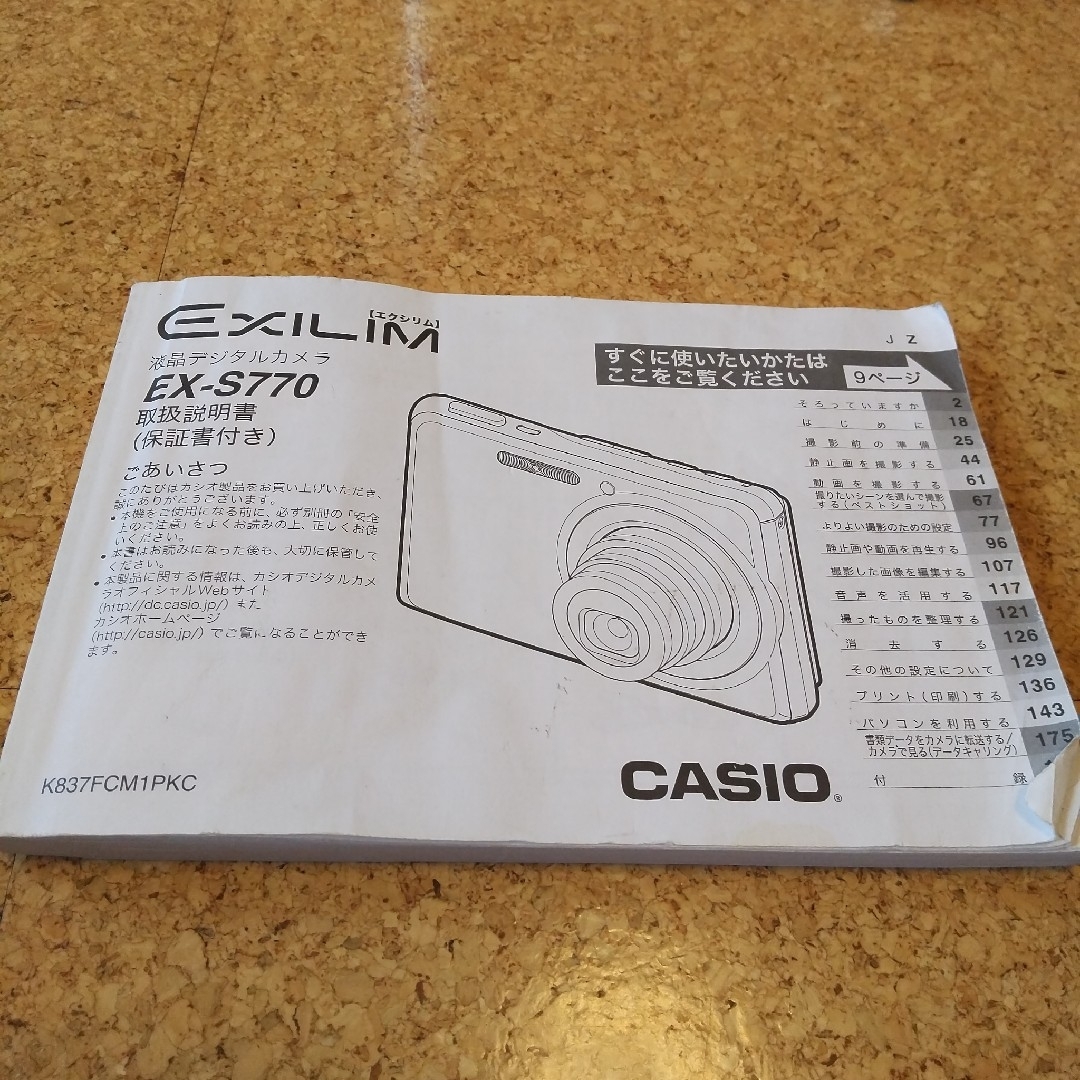 EXILIM
【エクシリム】
液晶デジタルカメラ
EX-S770
取扱説明書
(保証書付き)
ごあいさつ
このたびはカシオ製品をお買い上げいただき、
誠にありがとうございます。
• 本機をご使用になる前に、必ず別冊の「安全
上のご注意」をよくお読みの上、正しくお使
いください。
• 本書はお読みになった後も、大切に保管して
ください。
• 本製品に関する情報は、カシオデジタルカメ
ラオフィシャルWebサイト
(http://dc.casio.jp/)また
カシオホームページ
(http://casio.jp/)でご覧になることができ
ます。
K837FCM1PKC
J Z
すぐに使いたいかたは
ここをご覧ください
9ページ
そろっていますか 2
はじめに 18
撮影前の準備 25
静止画を撮影する 44
動画を撮影する 61
撮りたいシーンを選んで撮影
する(ベストショット) 67
よりよい撮影のための設定 77
静止画や動画を再生する 96
撮影した画像を編集する 107
音声を活用する 117
撮ったものを整理する 121
消去する 126
その他の設定について 129
プリント(印刷)する 136
パソコンを利用する 143
書類データをカメラに転送する/
カメラで見る(データキャリング) 175
付録
CASIO®